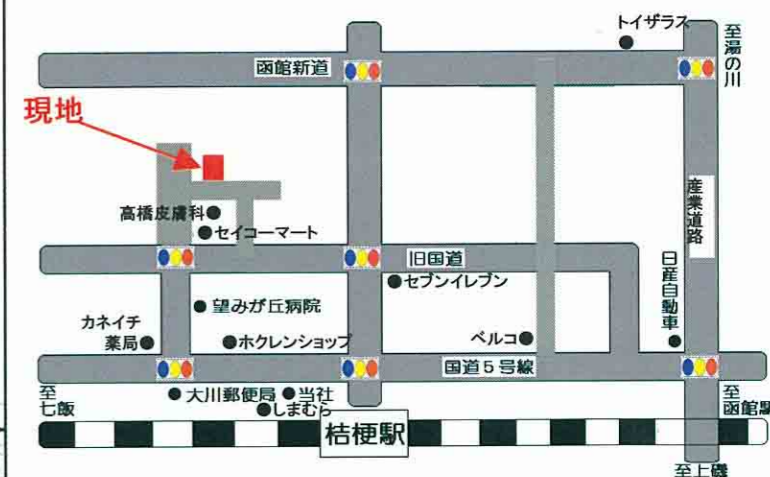 トイザラス
至湯の川
函館新道
現地
産業道路
高橋皮膚科
セイコーマート
旧国道
日産自動車
セブンイレブン
望みが丘病院
カネイチ
薬局
ホクレンショップ
ベルコ
国道5号線
至七飯
大川郵便局
当社
しまむら
至函館駅
桔梗駅
至上磯